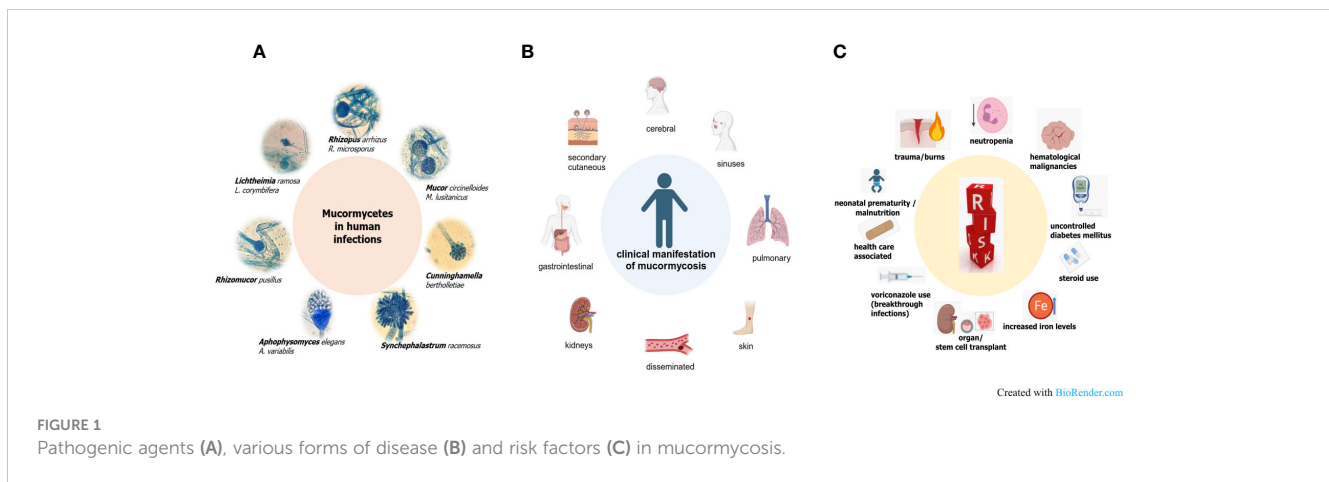 A
Rhizopus arrhizus
R. microsporus
Mucor circinelloides
M. lusitanicus
Cunninghamella
bertholletiae
Synchephalastrum racemosus
Aphophysomyces elegans
A. variabilis
Rhizomucor pusillus
Lichtheimia ramosa
L. corymbifera
Mucormycetes
in human
infections
B
cerebral
sinuses
pulmonary
skin
disseminated
kidneys
gastrointestinal
secondary
cutaneous
clinical manifestation
of mucormycosis
C
neutropenia
hematological
malignancies
uncontrolled
diabetes mellitus
steroid use
Fe
increased iron levels
organ/
stem cell transplant
voriconazole use
(breakthrough
infections)
health care
associated
neonatal prematurity /
malnutrition
trauma/burns
R
I
S
K
Created with BioRender.com
FIGURE 1
Pathogenic agents (A), various forms of disease (B) and risk factors (C) in mucormycosis.